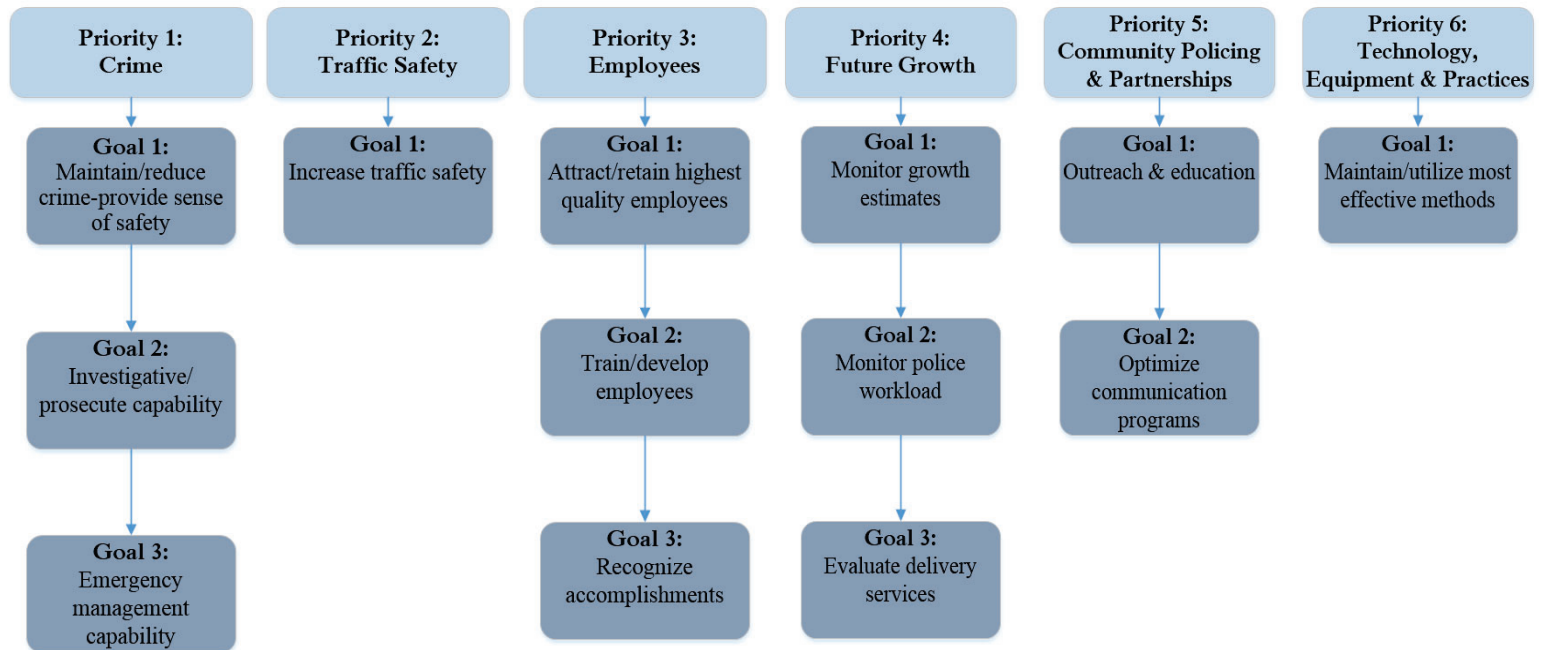 Priority 1:
Crime
Goal 1:
Maintain/reduce
crime-provide sense
of safety
Goal 2:
Investigative/
prosecute capability
Goal 3:
Emergency
management
capability
Priority 2:
Traffic Safety
Goal 1:
Increase traffic safety
Priority 3:
Employees
Goal 1:
Attract/retain highest
quality employees
Goal 2:
Train/develop
employees
Goal 3:
Recognize
accomplishments
Priority 4:
Future Growth
Goal 1:
Monitor growth
estimates
Goal 2:
Monitor police
workload
Goal 3:
Evaluate delivery
services
Priority 5:
Community Policing
& Partnerships
Goal 1:
Outreach & education
Goal 2:
Optimize
communication
programs
Priority 6:
Technology,
Equipment & Practices
Goal 1:
Maintain/utilize most
effective methods